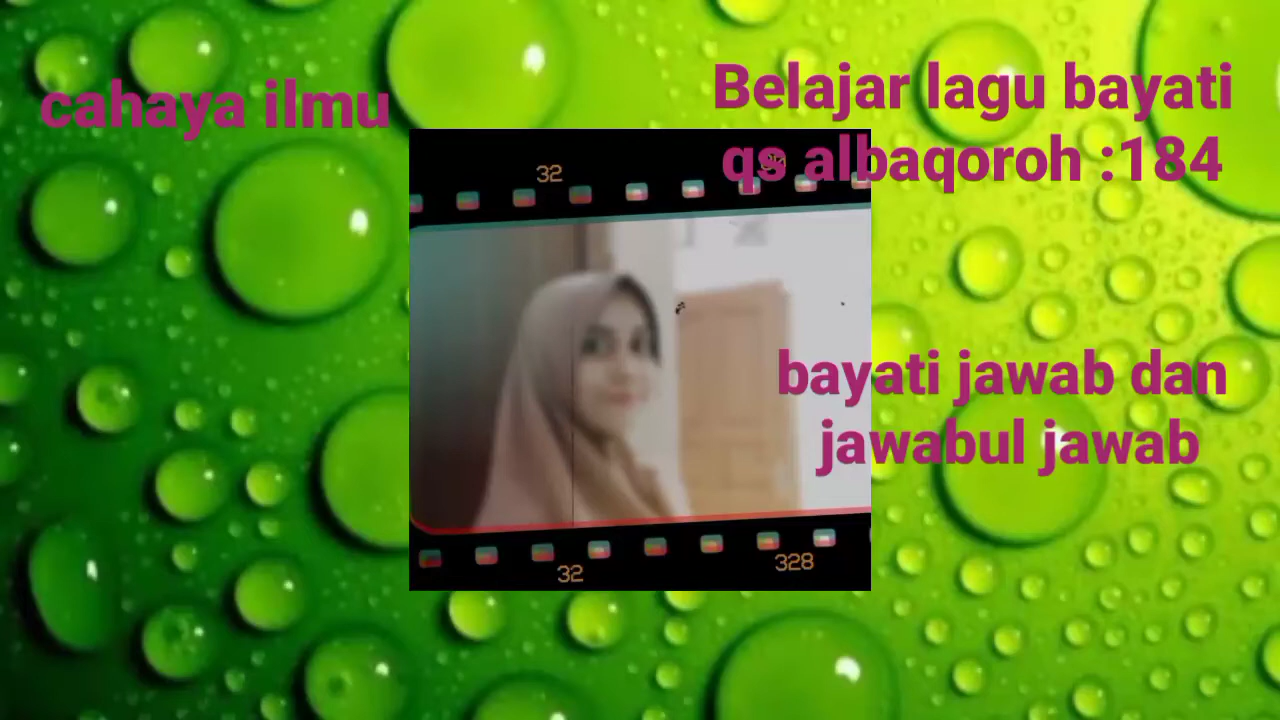 cahaya ilmu
Belajar lagu bayati
qs albaqoroh :184
32
bayati jawab dan
jawabul jawab
32
328